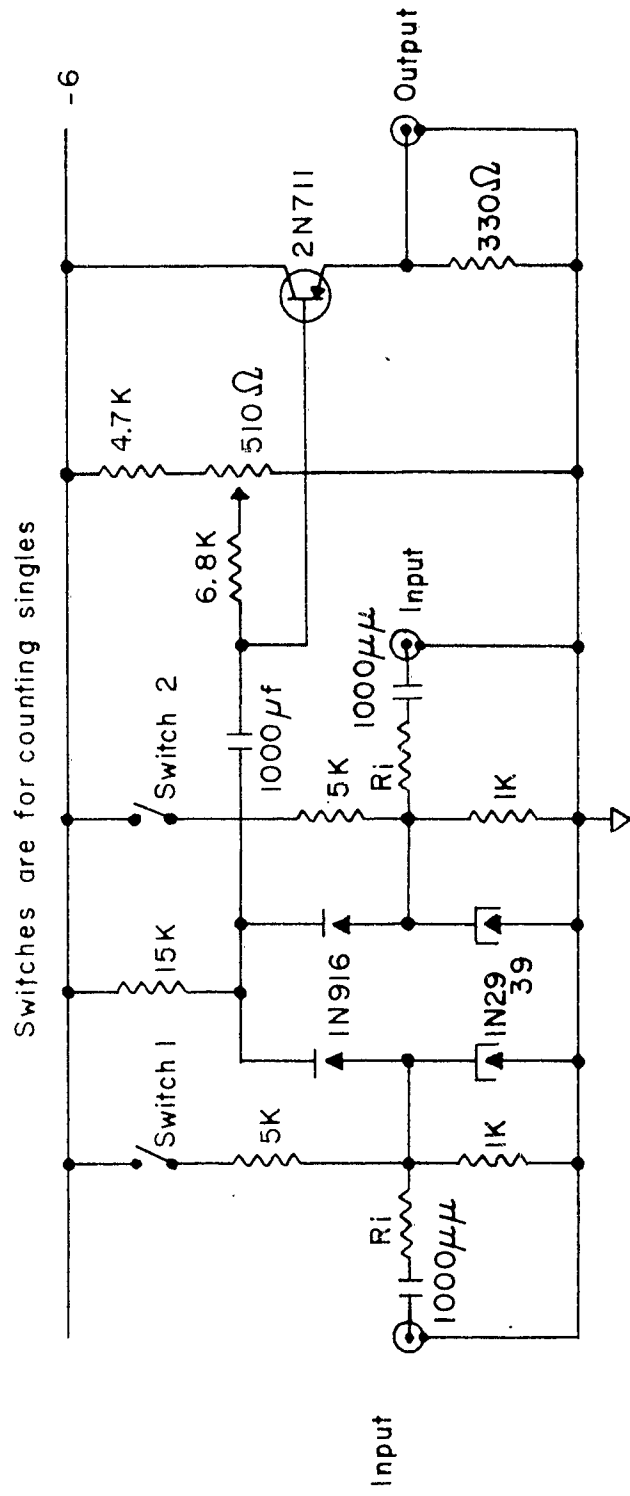 Switches are for counting singles
-6
Switch 1
15K
Switch 2
4.7K
5K
6.8K
510Ω
1000μf
2N711
1N916
5K
Ri
1000μμ
Input
Ri
1000μμ
Input
Output
1K
1N29
39
1K
330Ω